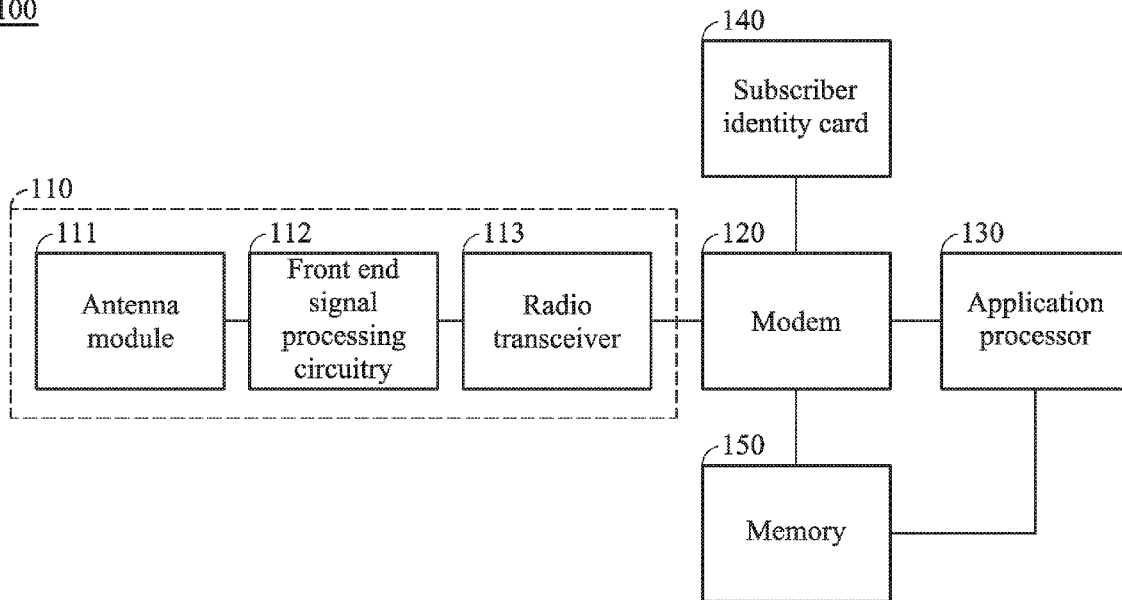 100
140
Subscriber
identity card
110
111
Antenna
module
112
Front end
signal
processing
circuitry
113
Radio
transceiver
120
Modem
130
Application
processor
150
Memory